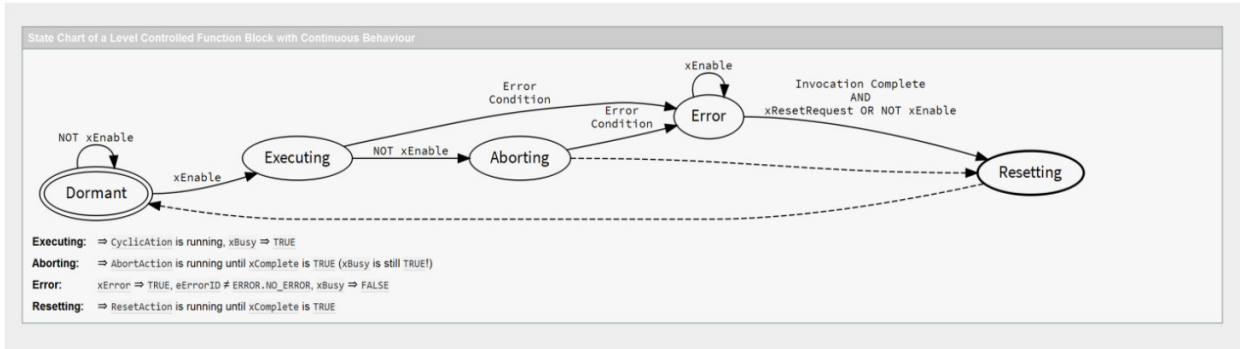 State Chart of a Level Controlled Function Block with Continuous Behaviour
xEnable
Error
Condition
Invocation Complete
AND
xResetRequest OR NOT xEnable
Error
Condition
Error
NOT xEnable
Executing
NOT xEnable
Aborting
Resetting
xEnable
Dormant
Executing: ⇒ CyclicAtion is running, xBusy ⇒ TRUE
Aborting: ⇒ AbortAction is running until xComplete is TRUE (xBusy is still TRUE!)
Error: xError ⇒ TRUE, eErrorID ≠ ERROR.NO_ERROR, xBusy ⇒ FALSE
Resetting: ⇒ ResetAction is running until xComplete is TRUE